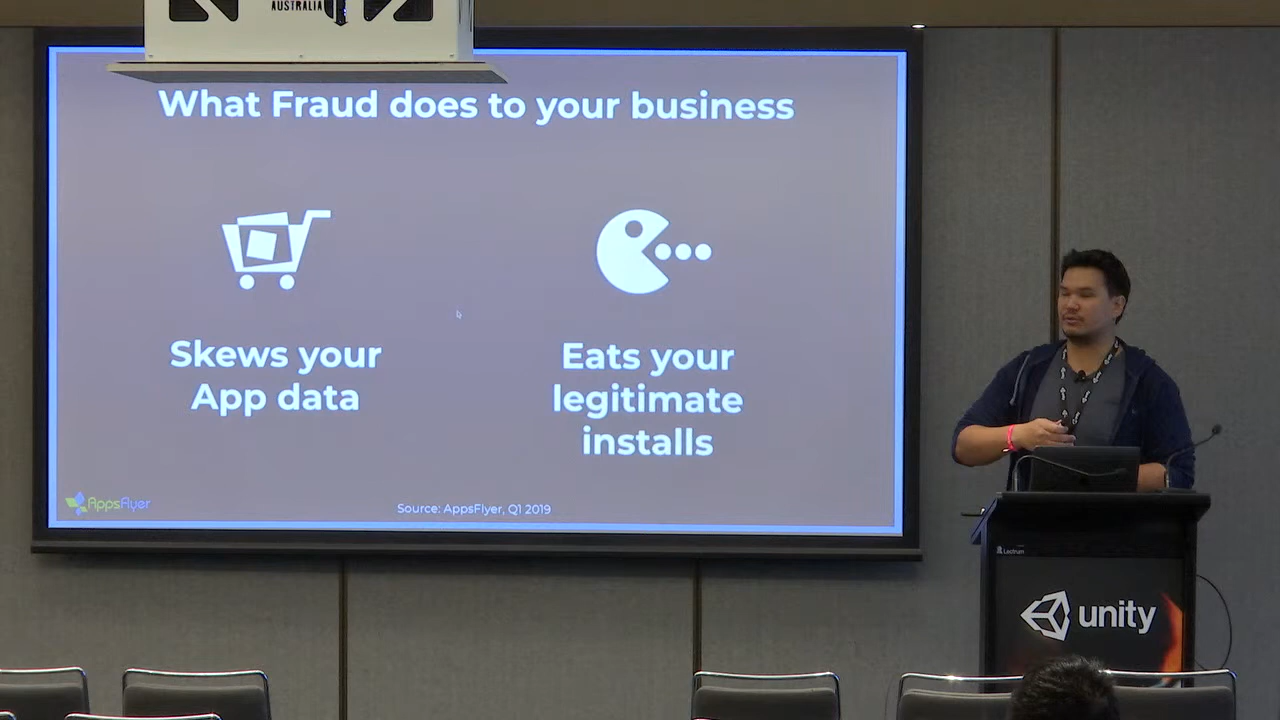 AUSTRALIA
What Fraud does to your business
Skews your
App data
Eats your
legitimate
installs
AppsFlyer
Source: AppsFlyer, Q1 2019
Lectrum
unity